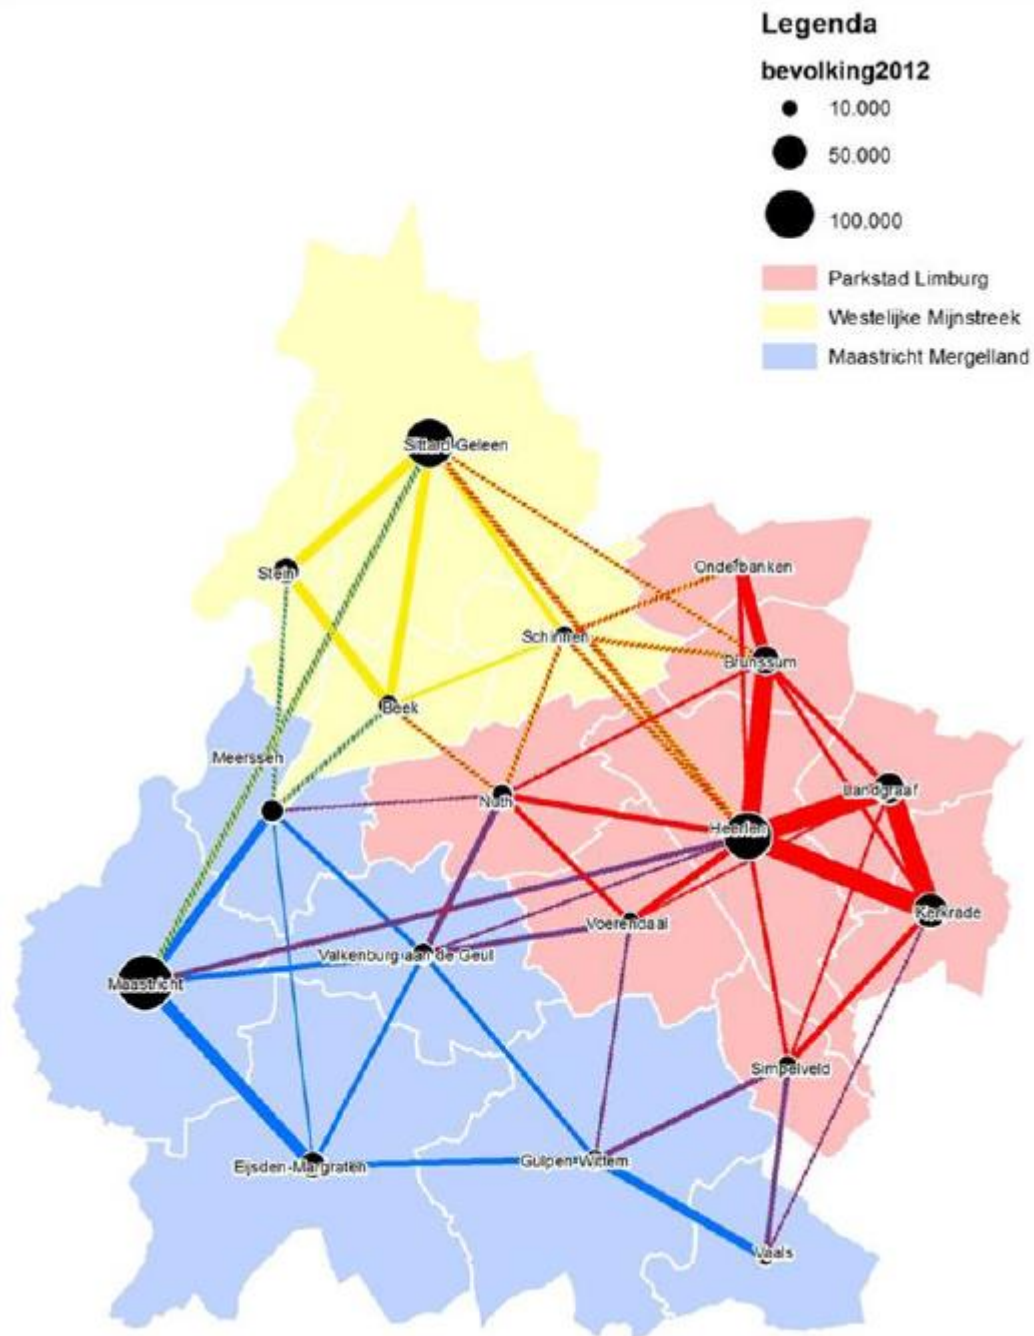 Legenda
bevolking2012
10.000
50.000
100.000
Parkstad Limburg
Westelijke Mijnstreek
Maastricht Mergelland
Sittard-Geleen
Onderbanken
Stein
Schinnen
Brunssum
Beek
Meerssen
Landgraaf
Nuth
Heerlen
Kerkrade
Voerendaal
Valkenburg aan de Geul
Maastricht
Simpelveld
Gulpen-Wittem
Eijsden-Margraten
Vaals